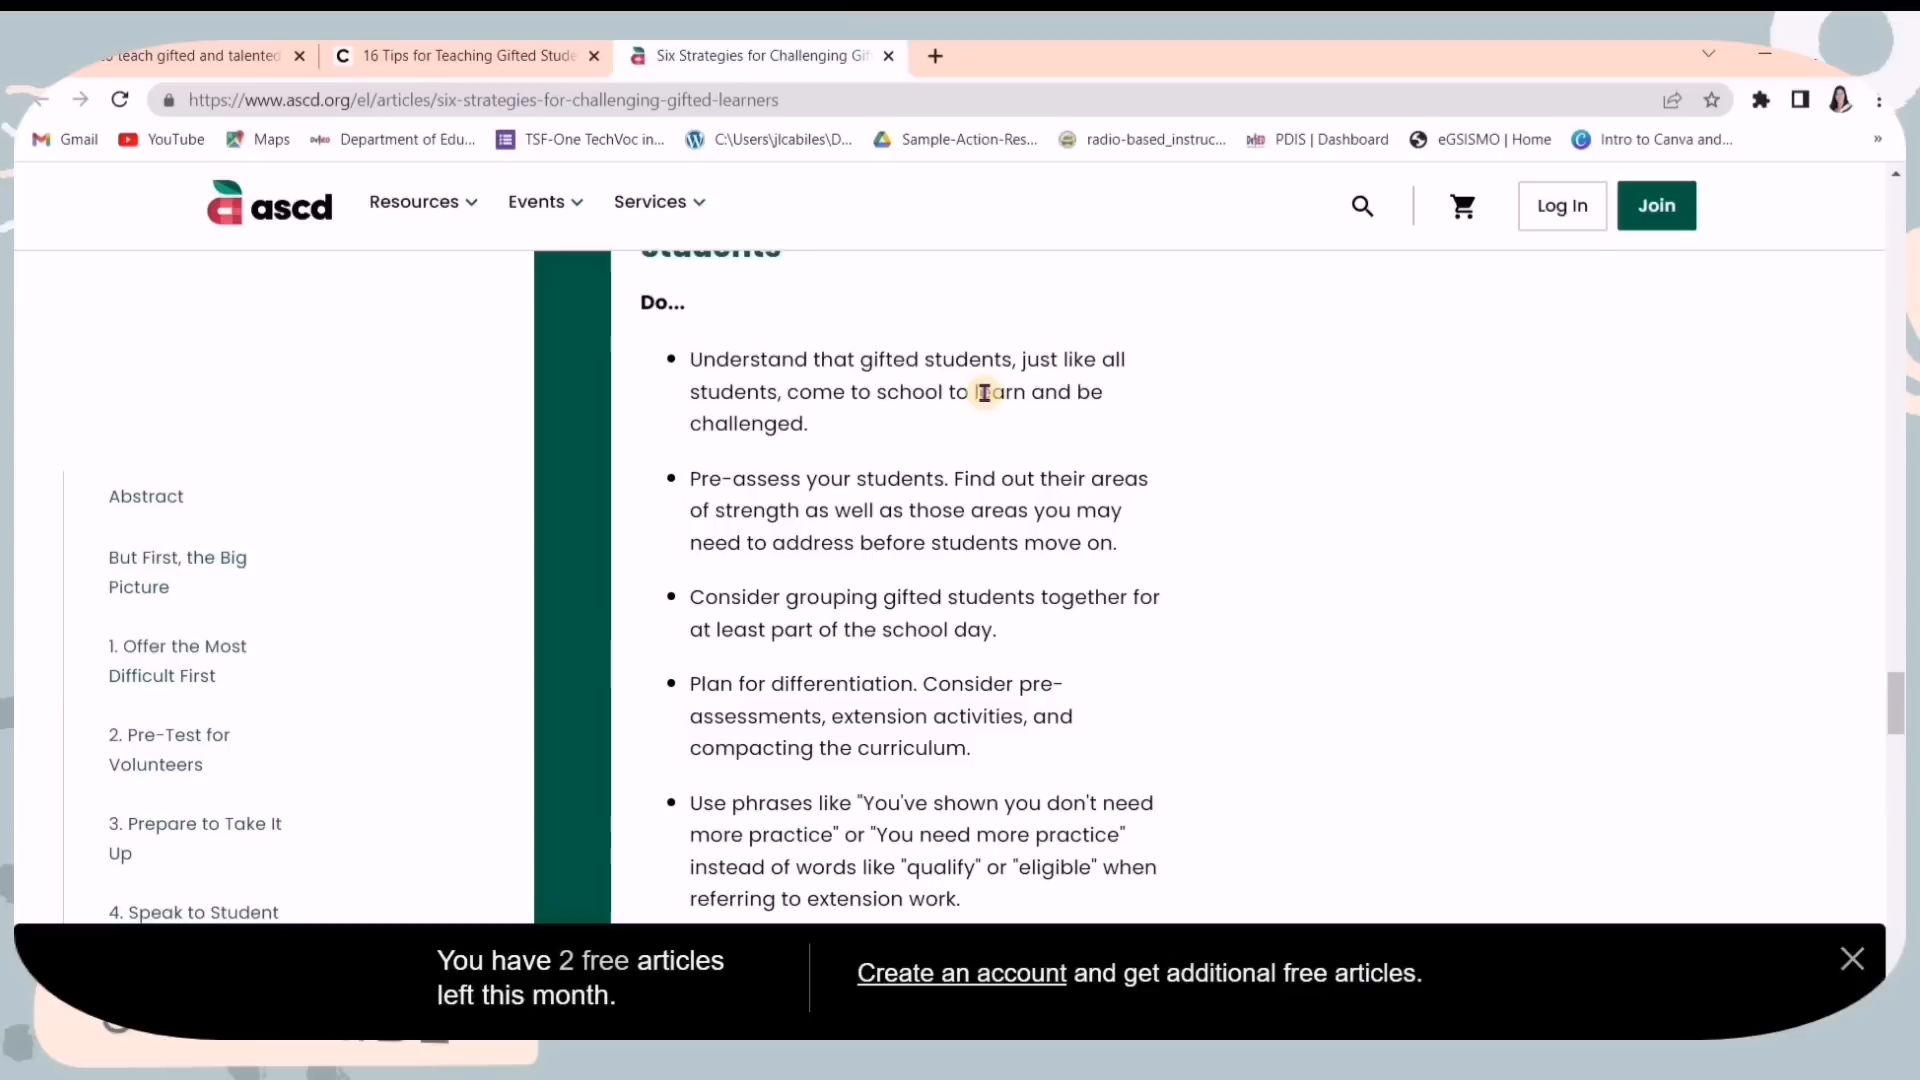 to teach gifted and talented
16 Tips for Teaching Gifted Stude
Six Strategies for Challenging Gif
https://www.ascd.org/el/articles/six-strategies-for-challenging-gifted-learners
Gmail
YouTube
Maps
Department of Edu...
TSF-One TechVoc in...
C:\Users\jlcabiles\D...
Sample-Action-Res...
radio-based_instruc...
PDIS | Dashboard
eGSISMO | Home
Intro to Canva and...
ascd
Resources
Events
Services
Log In
Join
Students
Do...
Understand that gifted students, just like all
students, come to school to learn and be
challenged.
Pre-assess your students. Find out their areas
of strength as well as those areas you may
need to address before students move on.
Consider grouping gifted students together for
at least part of the school day.
Plan for differentiation. Consider pre-
assessments, extension activities, and
compacting the curriculum.
Use phrases like "You've shown you don't need
more practice" or "You need more practice"
instead of words like "qualify" or "eligible" when
referring to extension work.
Abstract
But First, the Big
Picture
1. Offer the Most
Difficult First
2. Pre-Test for
Volunteers
3. Prepare to Take It
Up
4. Speak to Student
You have 2 free articles
left this month.
Create an account and get additional free articles.